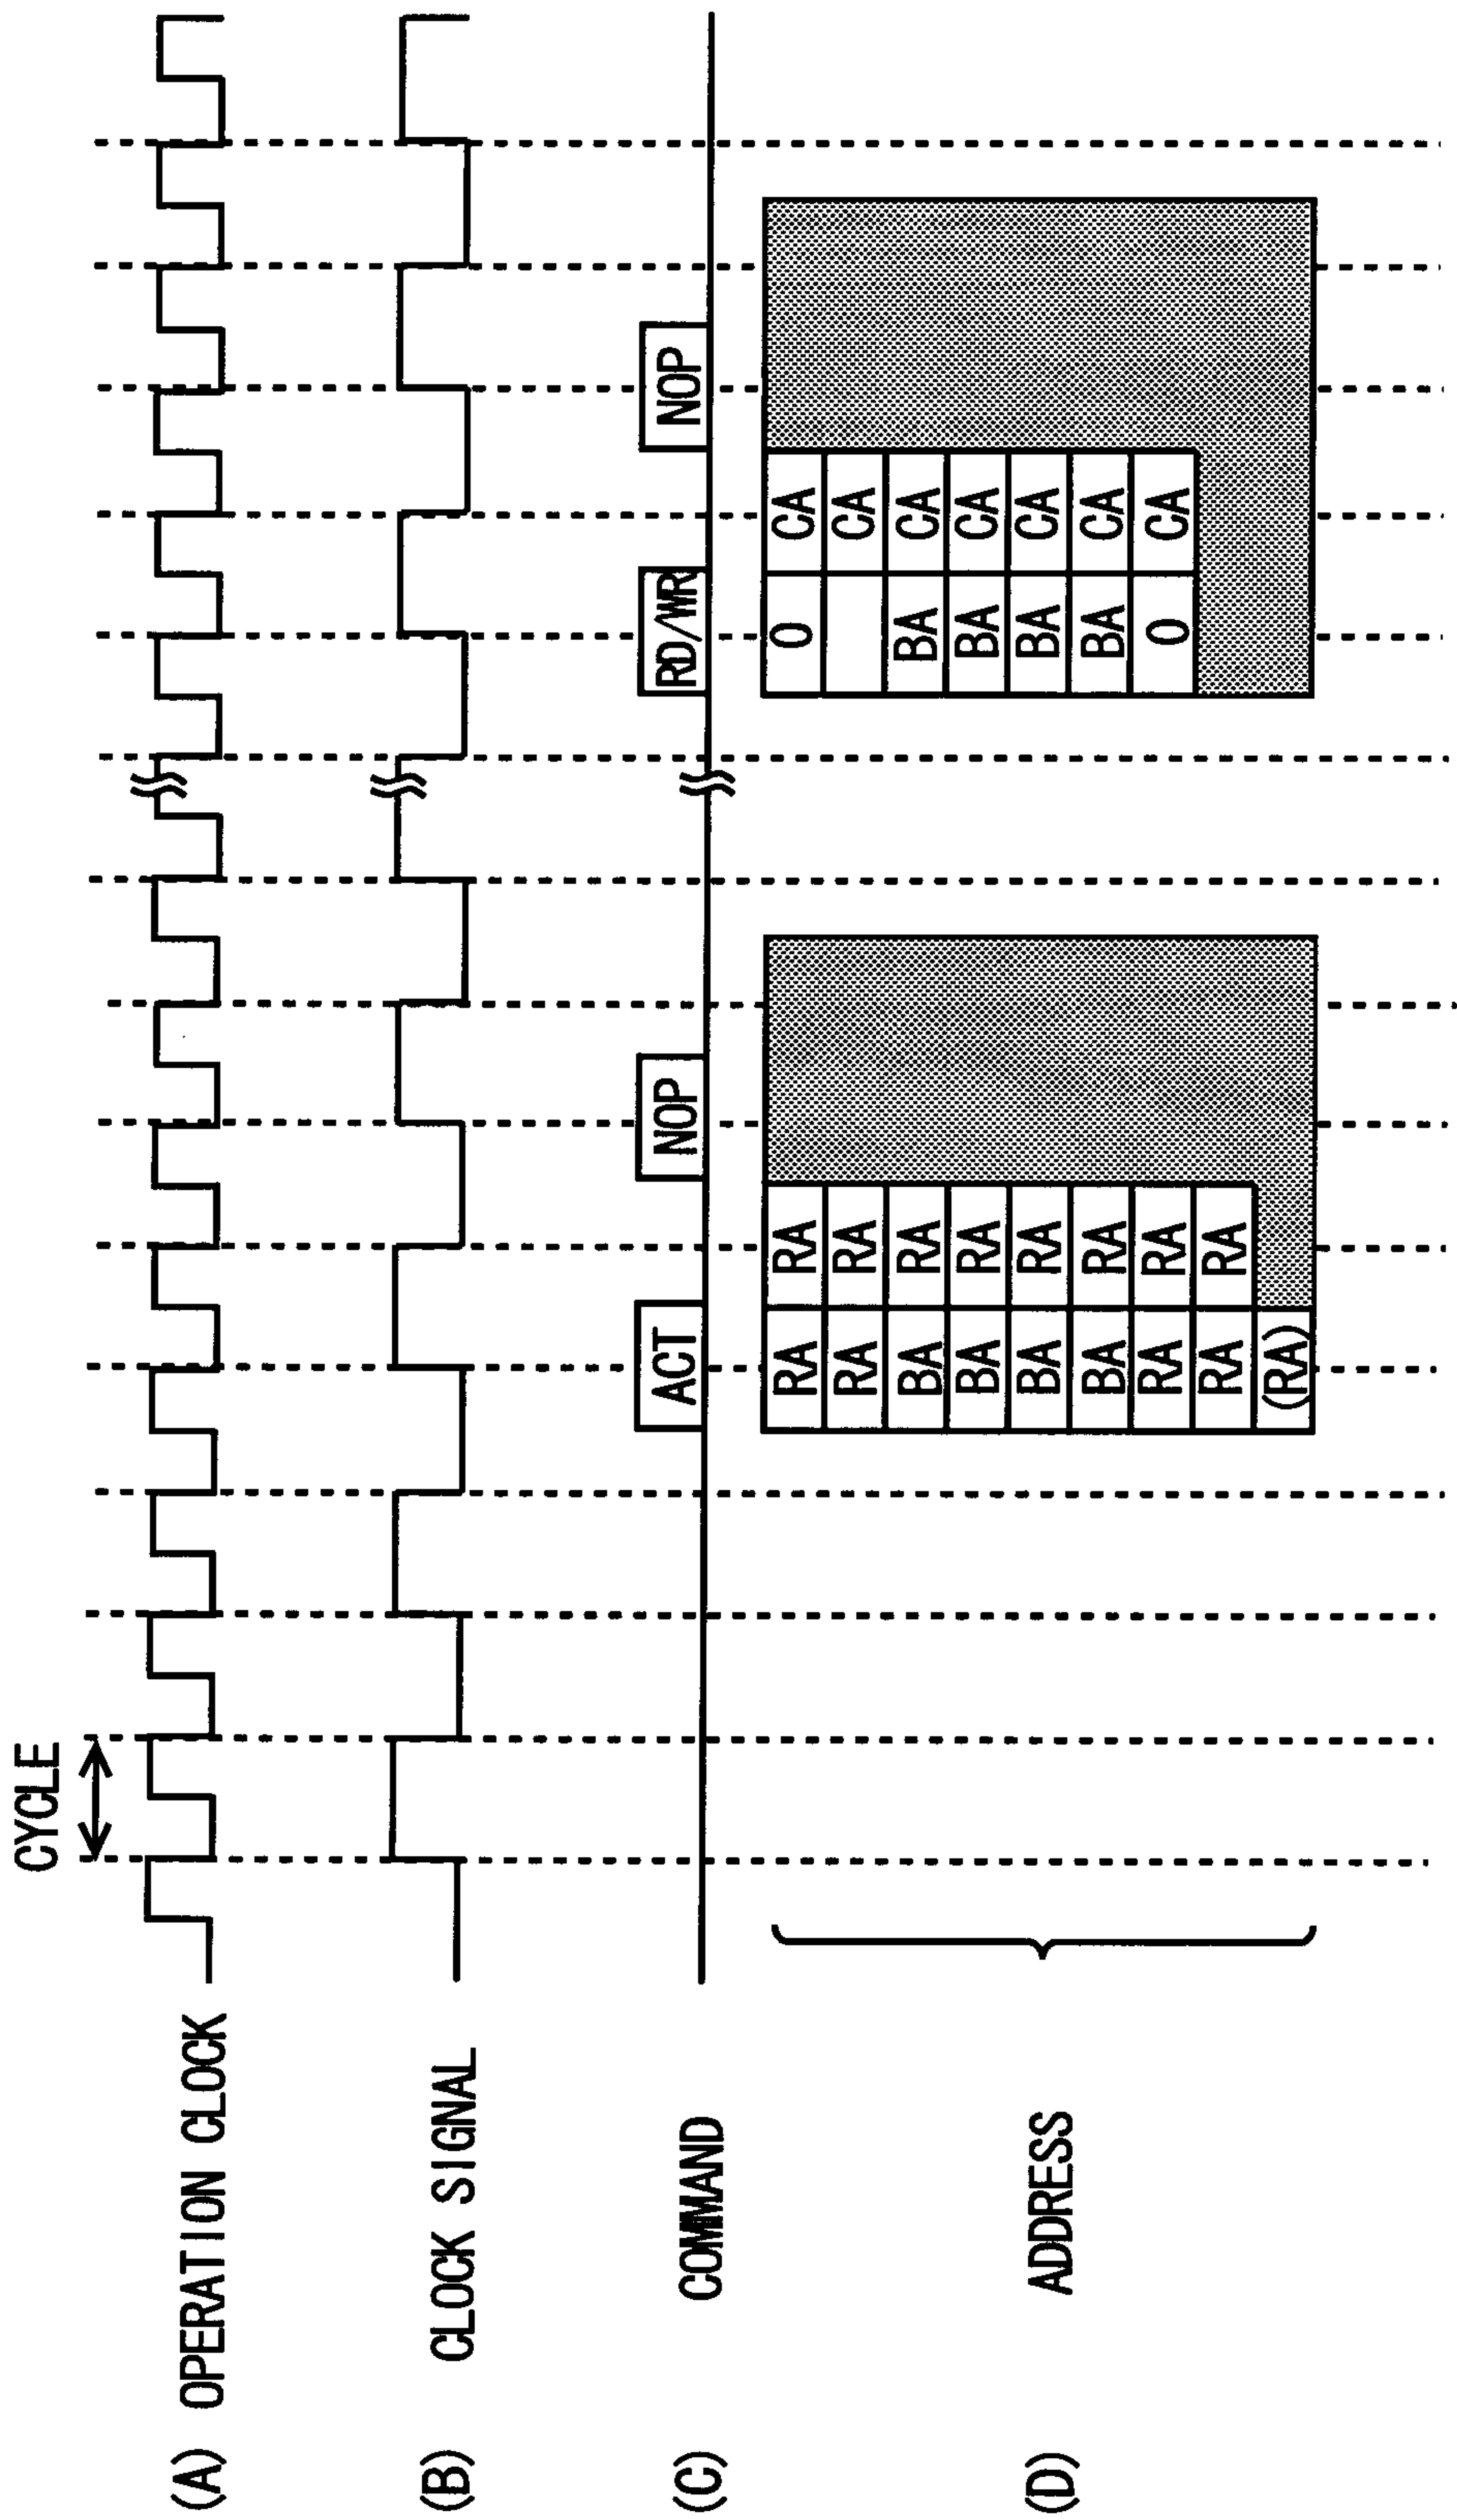 CYCLE
(A) OPERATION CLOCK
(B) CLOCK SIGNAL
(C) COMMAND
ACT
NOP
RD/WR
NOP
(D) ADDRESS
RA RA
RA RA
BA RA
BA RA
BA RA
BA RA
RA RA
RA RA
(RA)
0 CA
CA
BA CA
BA CA
BA CA
BA CA
0 CA